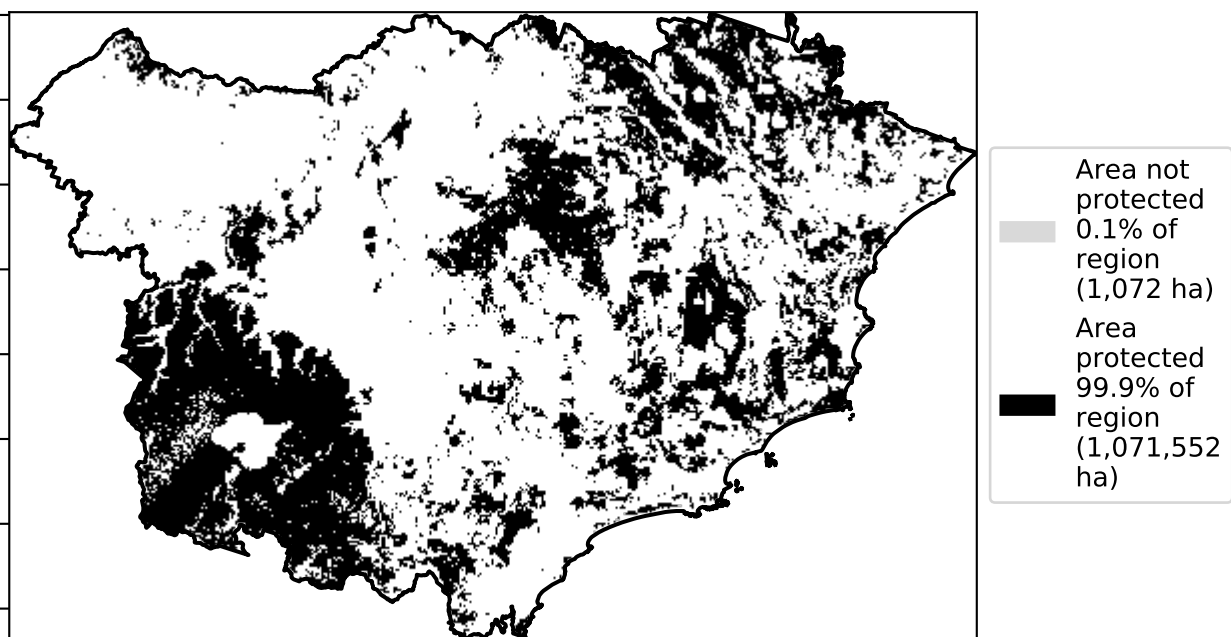 Area not
protected
0.1% of
region
(1,072 ha)
Area
protected
99.9% of
region
(1,071,552
ha)